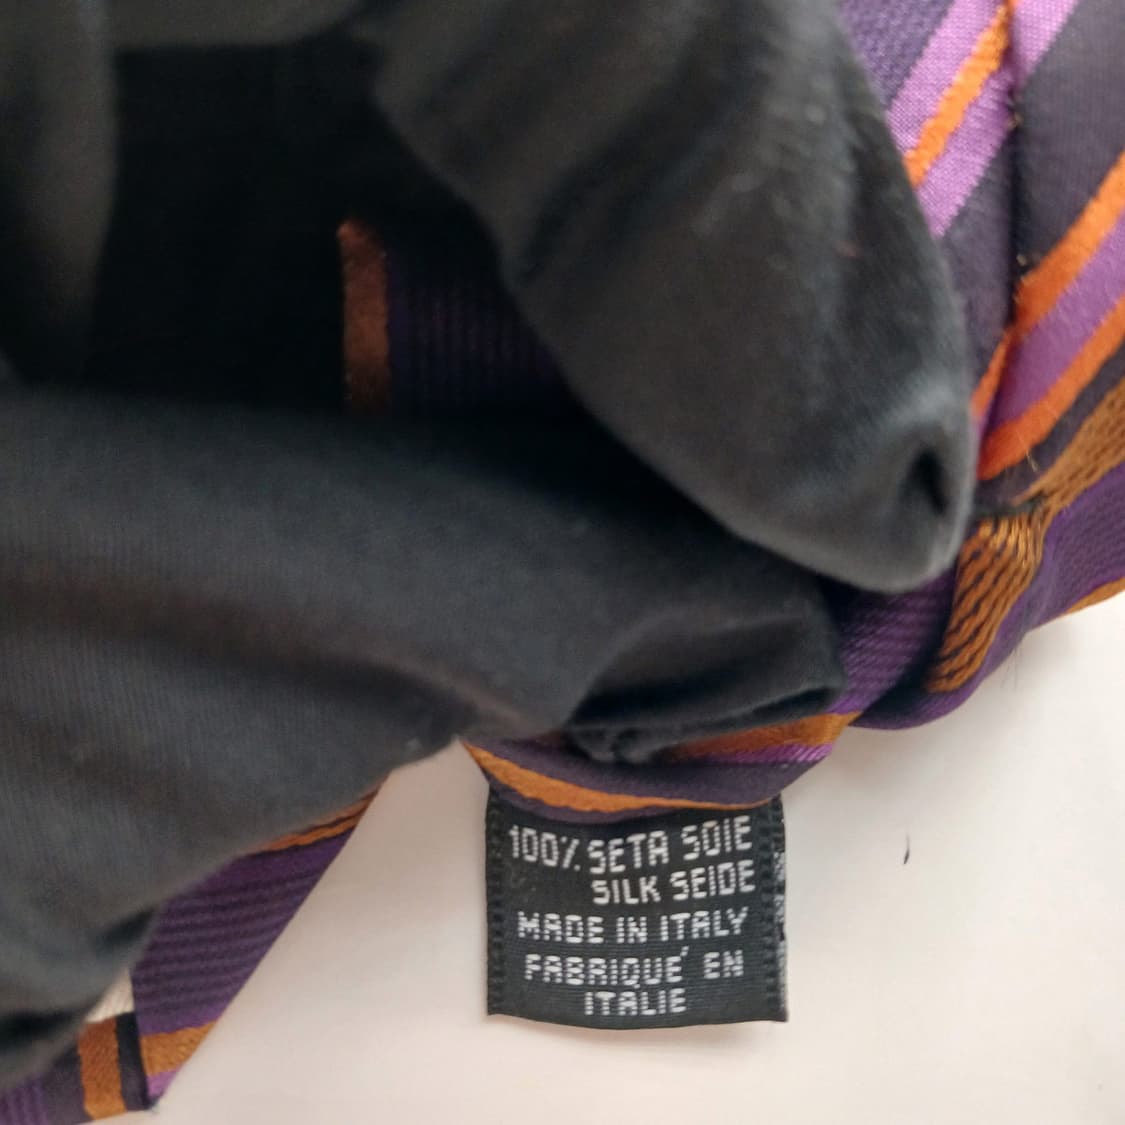 100% SETA SOIE
SILK SEIDE
MADE IN ITALY
FABRIQUE' EN
ITALIE